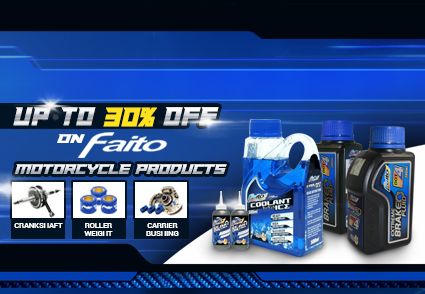 UP TO 30% OFF
ON Faito
MOTORCYCLE PRODUCTS
CRANKSHAFT
ROLLER
WEIGHT
CARRIER
BUSHING
COOLANT
BRAKE